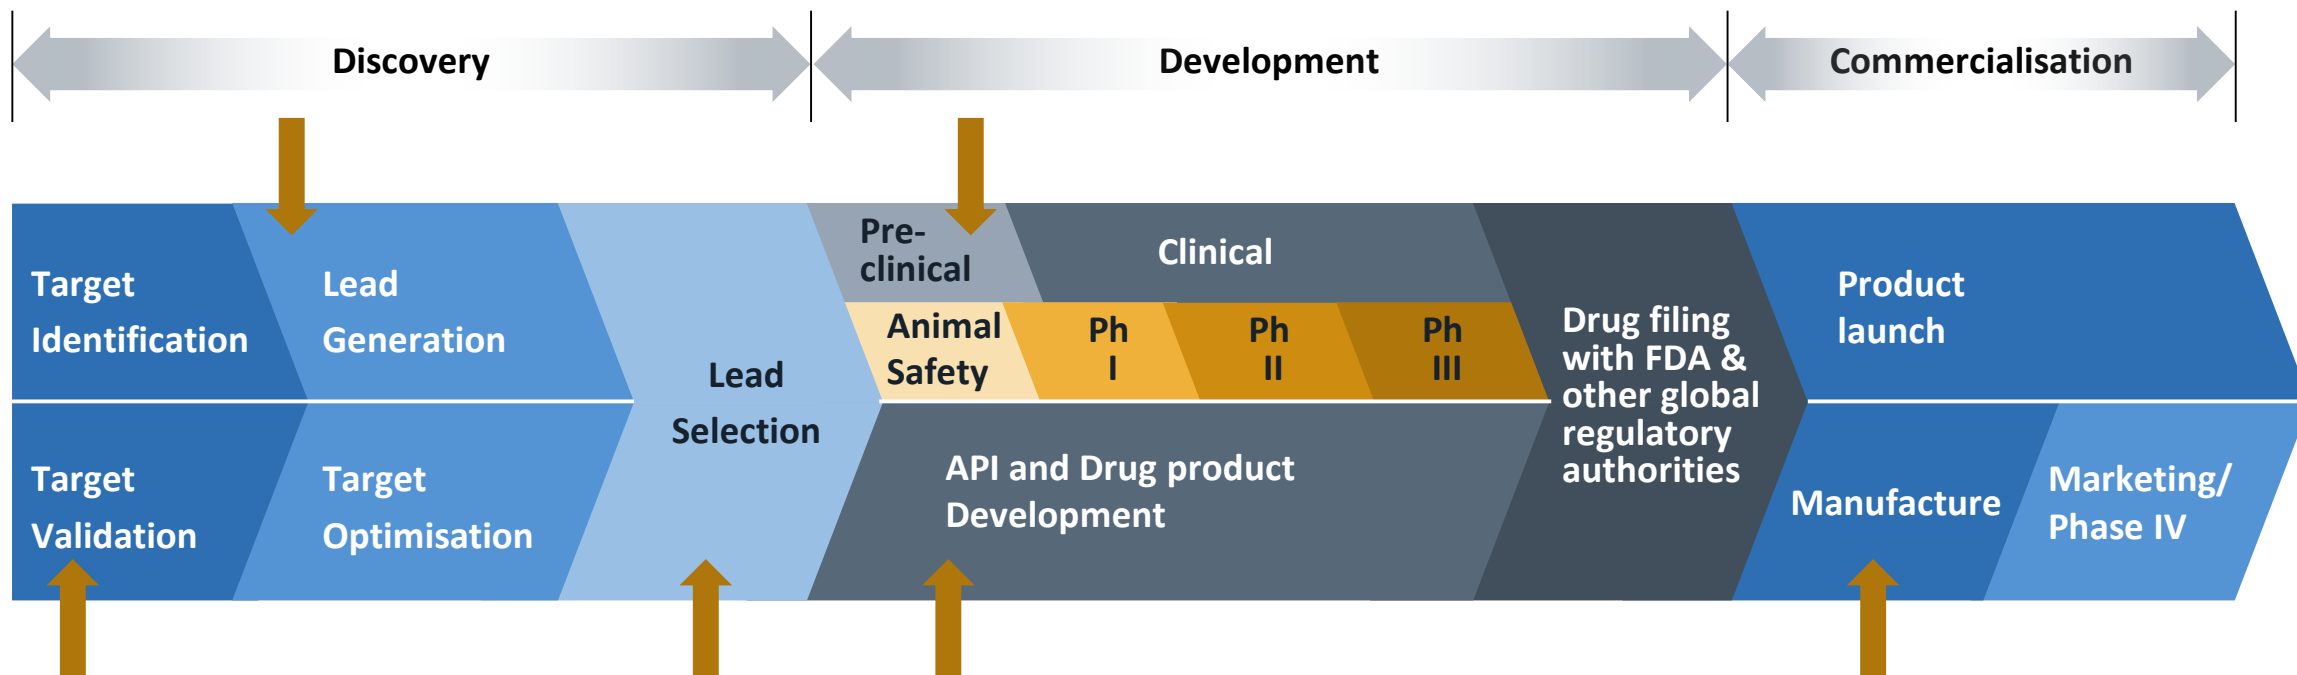 Discovery
Development
Commercialisation
Target
Identification
Lead
Generation
Target
Validation
Target
Optimisation
Lead
Selection
Pre-
clinical
Clinical
Animal
Safety
Ph
I
Ph
II
Ph
III
API and Drug product
Development
Drug filing
with FDA &
other global
regulatory
authorities
Product
launch
Manufacture
Marketing/
Phase IV